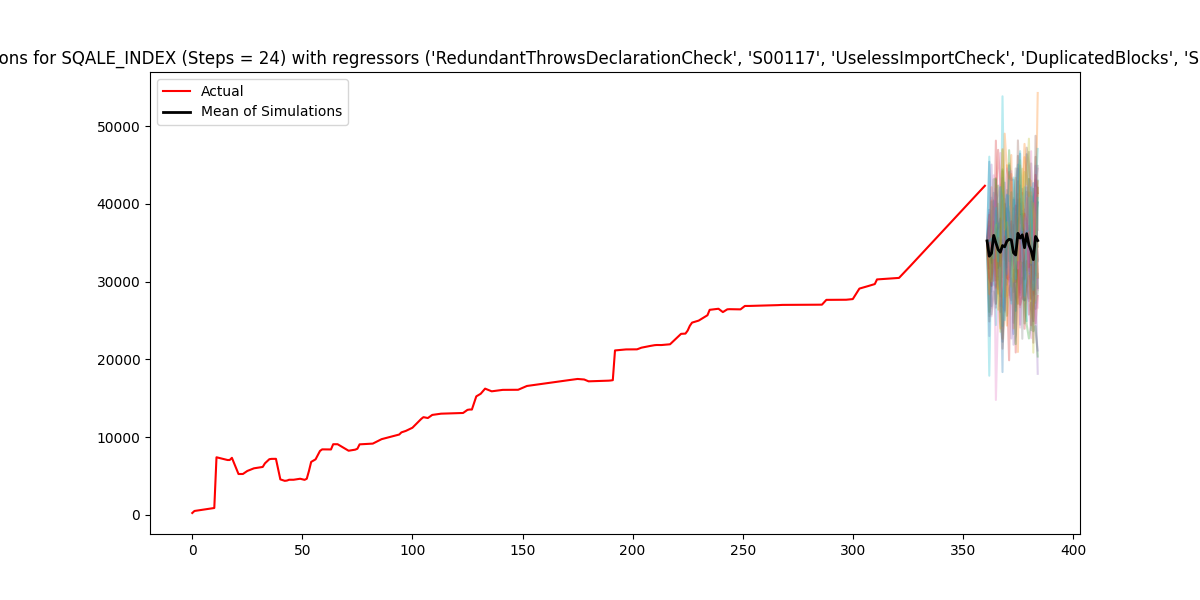 ons for SQALE_INDEX (Steps = 24) with regressors ('RedundantThrowsDeclarationCheck', 'S00117', 'UselessImportCheck', 'DuplicatedBlocks', 'S
Actual
Mean of Simulations
50000
40000
30000
20000
10000
0
0 50 100 150 200 250 300 350 400